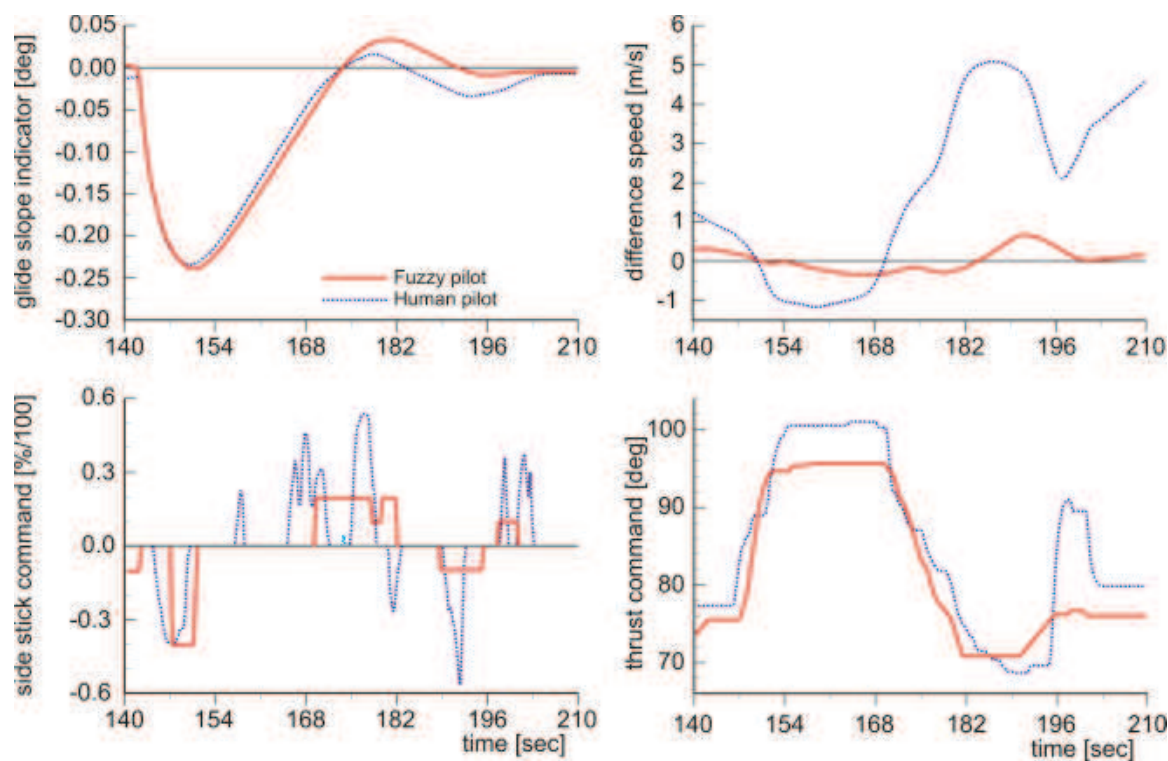 glide slope indicator [deg]
0.05
0.00
-0.05
-0.10
-0.15
-0.20
-0.25
-0.30
Fuzzy pilot
Human pilot
140 154 168 182 196 210
difference speed [m/s]
6
5
4
3
2
1
0
-1
140 154 168 182 196 210
side stick command [%/100]
0.6
0.3
0.0
-0.3
-0.6
140 154 168 182 196 210
time [sec]
thrust command [deg]
100
90
80
70
140 154 168 182 196 210
time [sec]